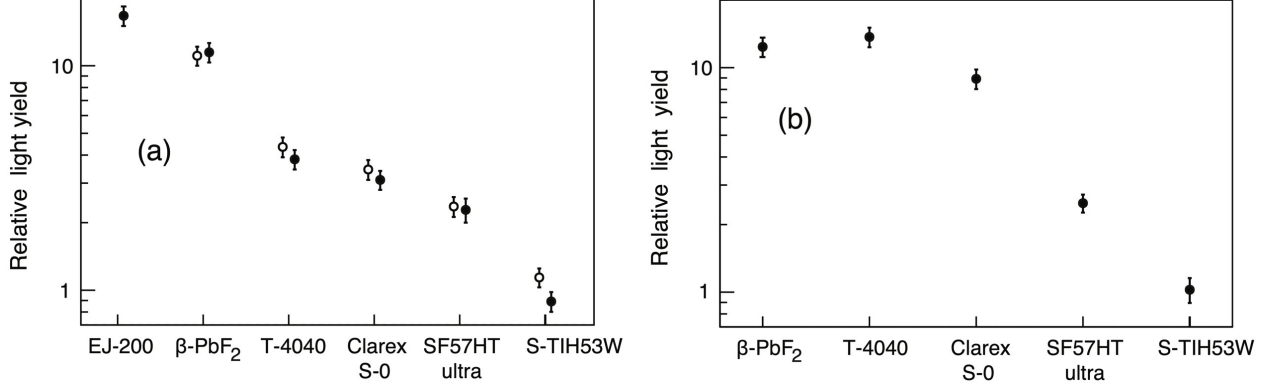 Relative light yield
10
1
(a)
EJ-200 β-PbF₂ T-4040 Clarex SF57HT S-TIH53W
S-0 ultra
Relative light yield
10
1
(b)
β-PbF₂ T-4040 Clarex SF57HT S-TIH53W
S-0 ultra